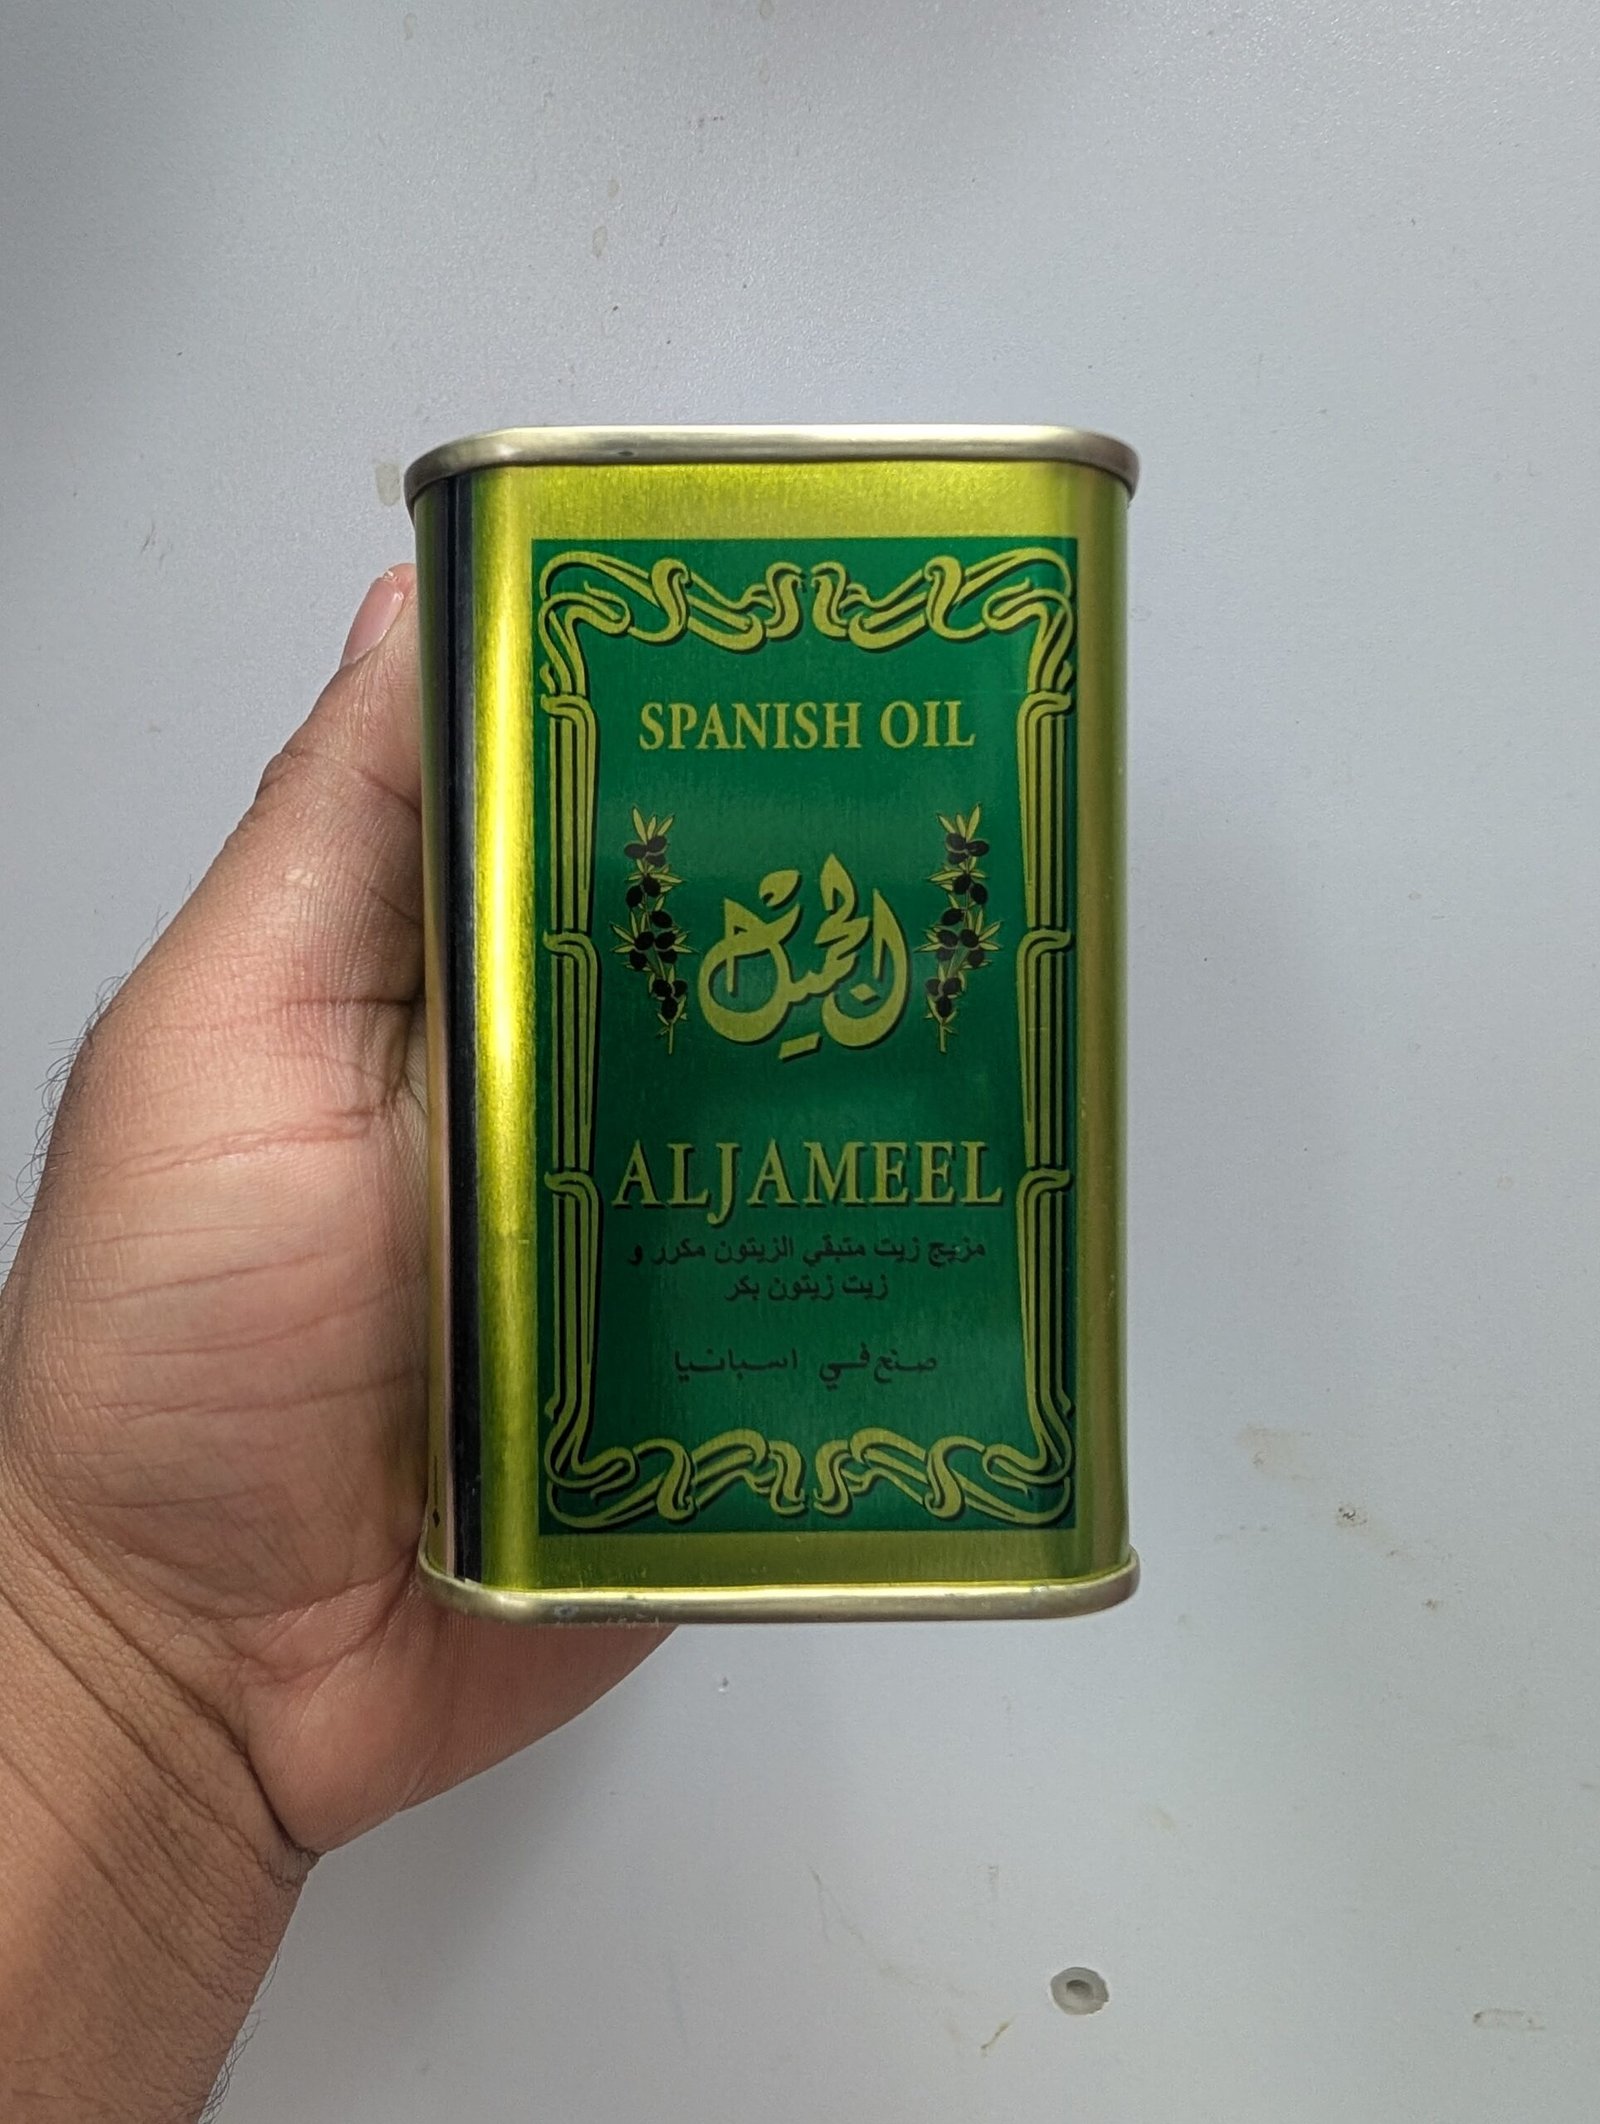 SPANISH OIL
الجميل
ALJAMEEL
مزيج زيت متبقي الزيتون مكرر و
زيت زيتون بكر
صنع في اسبانيا